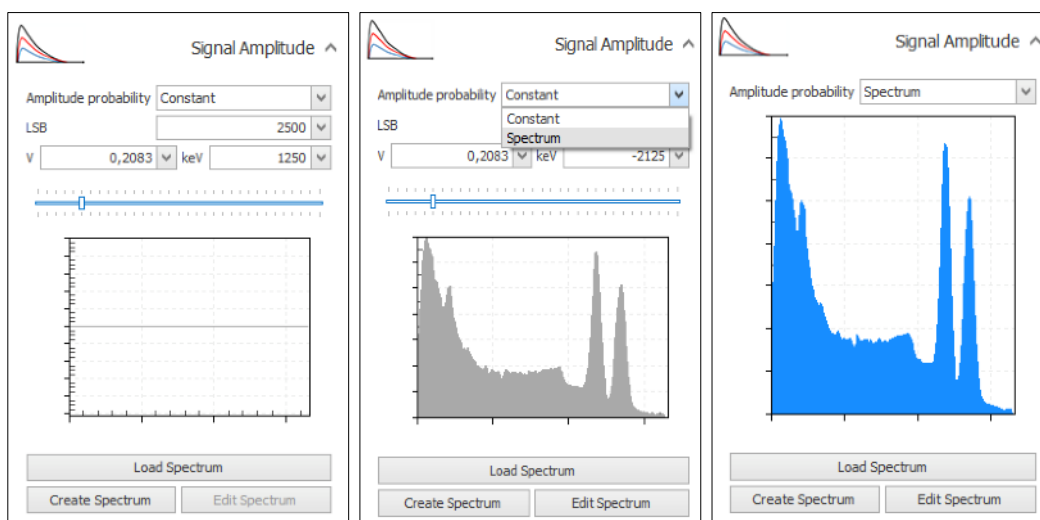 Signal Amplitude
Amplitude probability Constant
LSB 2500
V 0,2083 keV 1250
Load Spectrum
Create Spectrum Edit Spectrum
Signal Amplitude
Amplitude probability Constant
Constant
LSB
Spectrum
V 0,2083 keV -2125
Load Spectrum
Create Spectrum Edit Spectrum
Signal Amplitude
Amplitude probability Spectrum
Load Spectrum
Create Spectrum Edit Spectrum